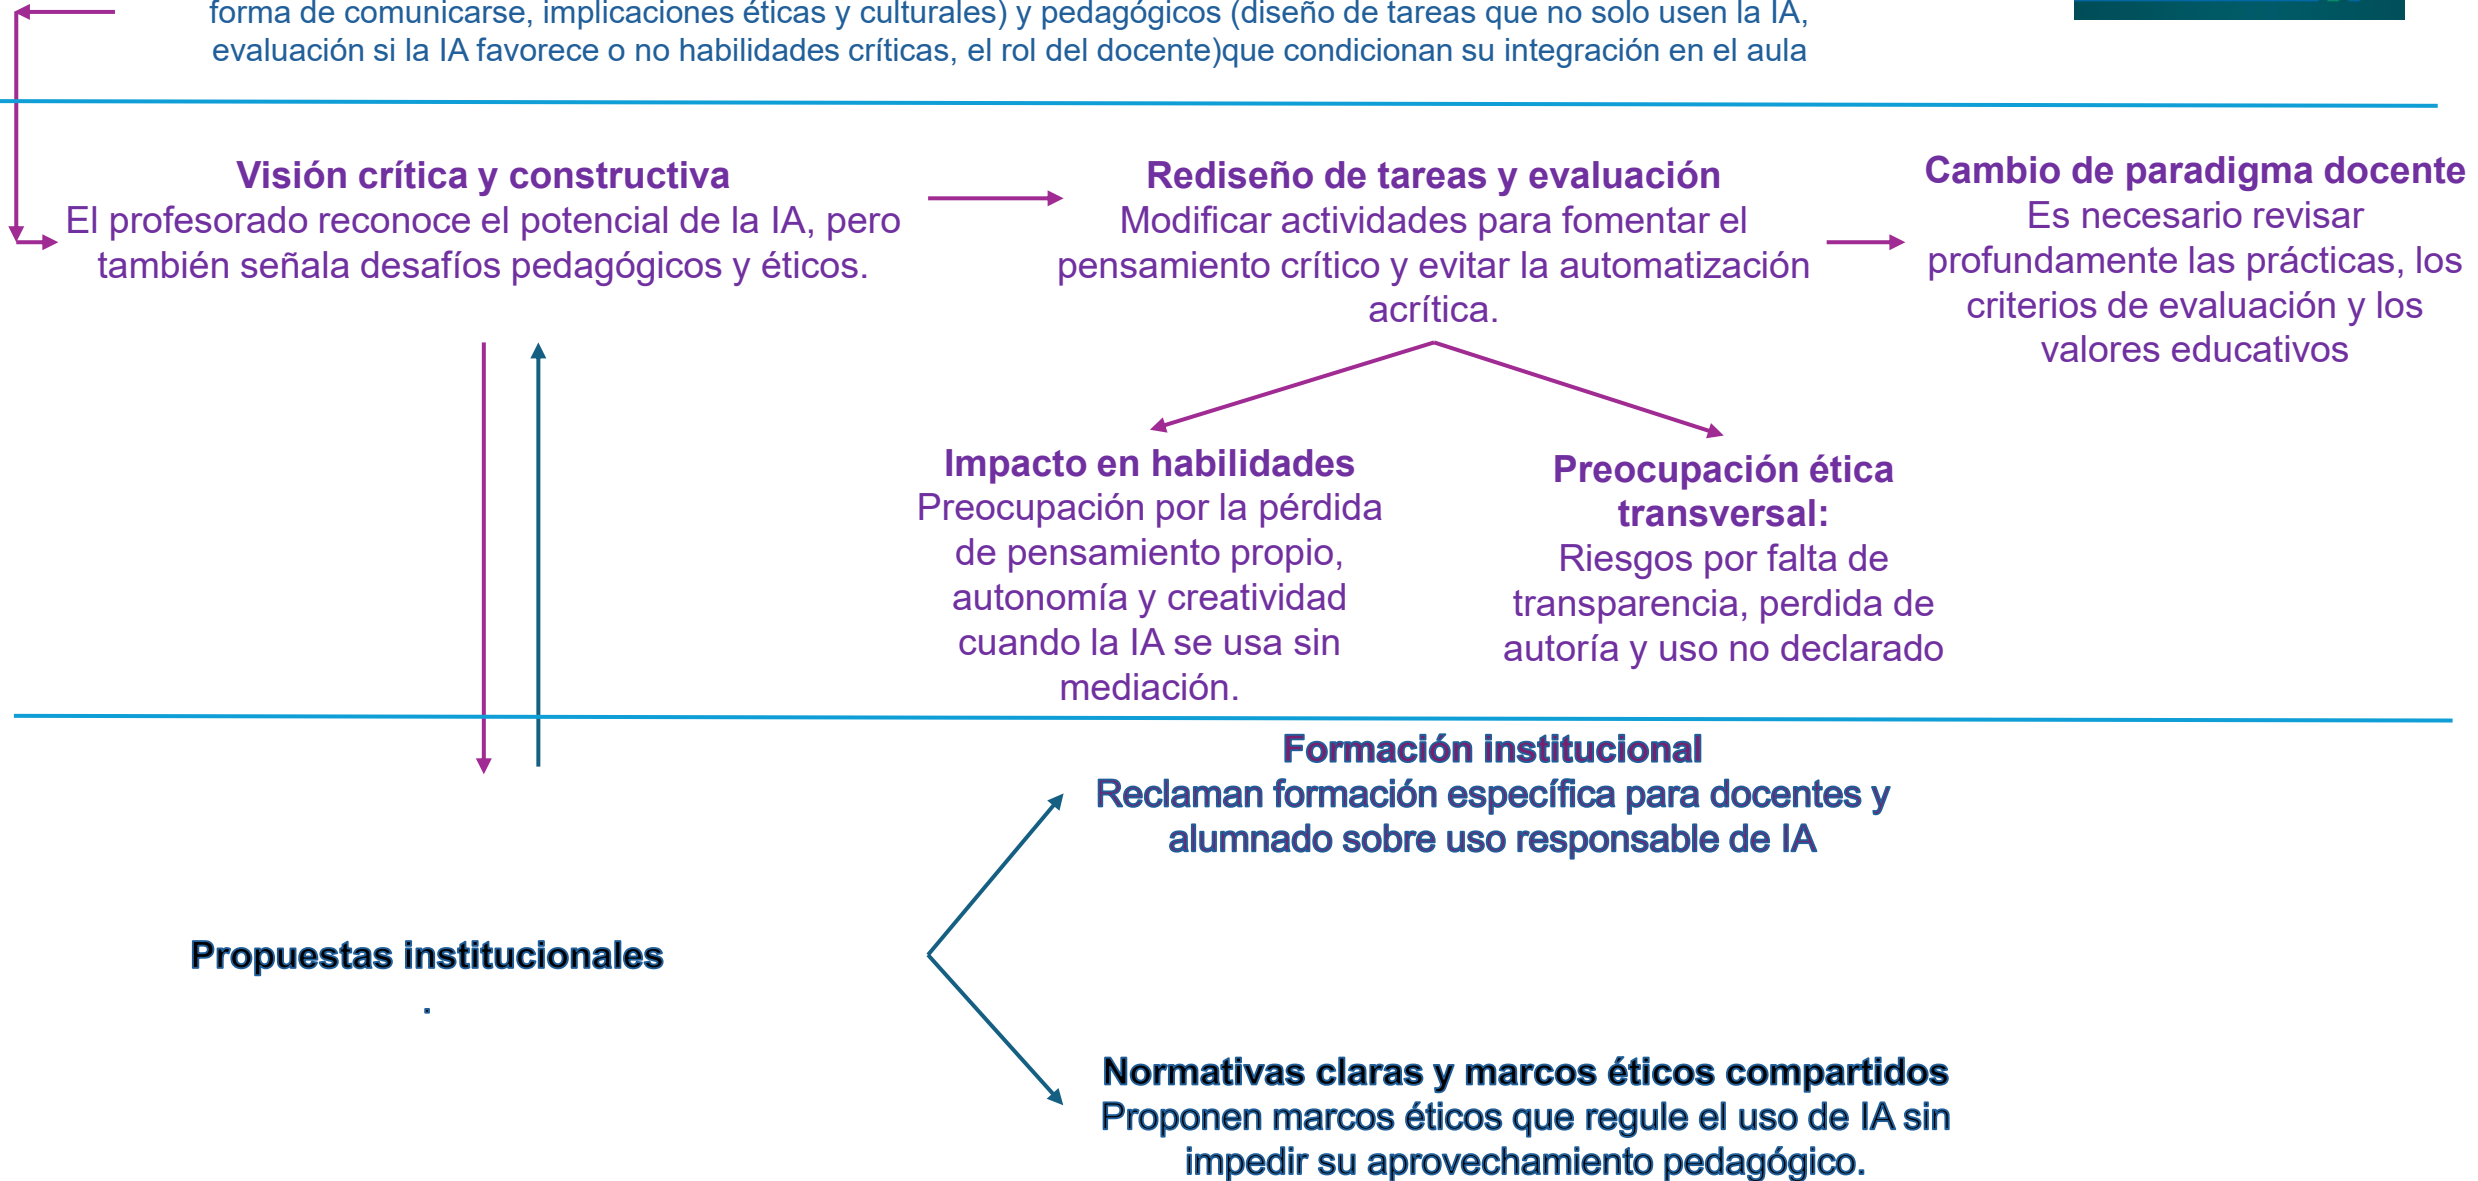 forma de comunicarse, implicaciones éticas y culturales) y pedagógicos (diseño de tareas que no solo usen la IA,
evaluación si la IA favorece o no habilidades críticas, el rol del docente)que condicionan su integración en el aula
Visión crítica y constructiva
El profesorado reconoce el potencial de la IA, pero
también señala desafíos pedagógicos y éticos.
Rediseño de tareas y evaluación
Modificar actividades para fomentar el
pensamiento crítico y evitar la automatización
acrítica.
Cambio de paradigma docente
Es necesario revisar
profundamente las prácticas, los
criterios de evaluación y los
valores educativos
Impacto en habilidades
Preocupación por la pérdida
de pensamiento propio,
autonomía y creatividad
cuando la IA se usa sin
mediación.
Preocupación ética
transversal:
Riesgos por falta de
transparencia, perdida de
autoría y uso no declarado
Propuestas institucionales
.
Formación institucional
Reclaman formación específica para docentes y
alumnado sobre uso responsable de IA
Normativas claras y marcos éticos compartidos
Proponen marcos éticos que regule el uso de IA sin
impedir su aprovechamiento pedagógico.